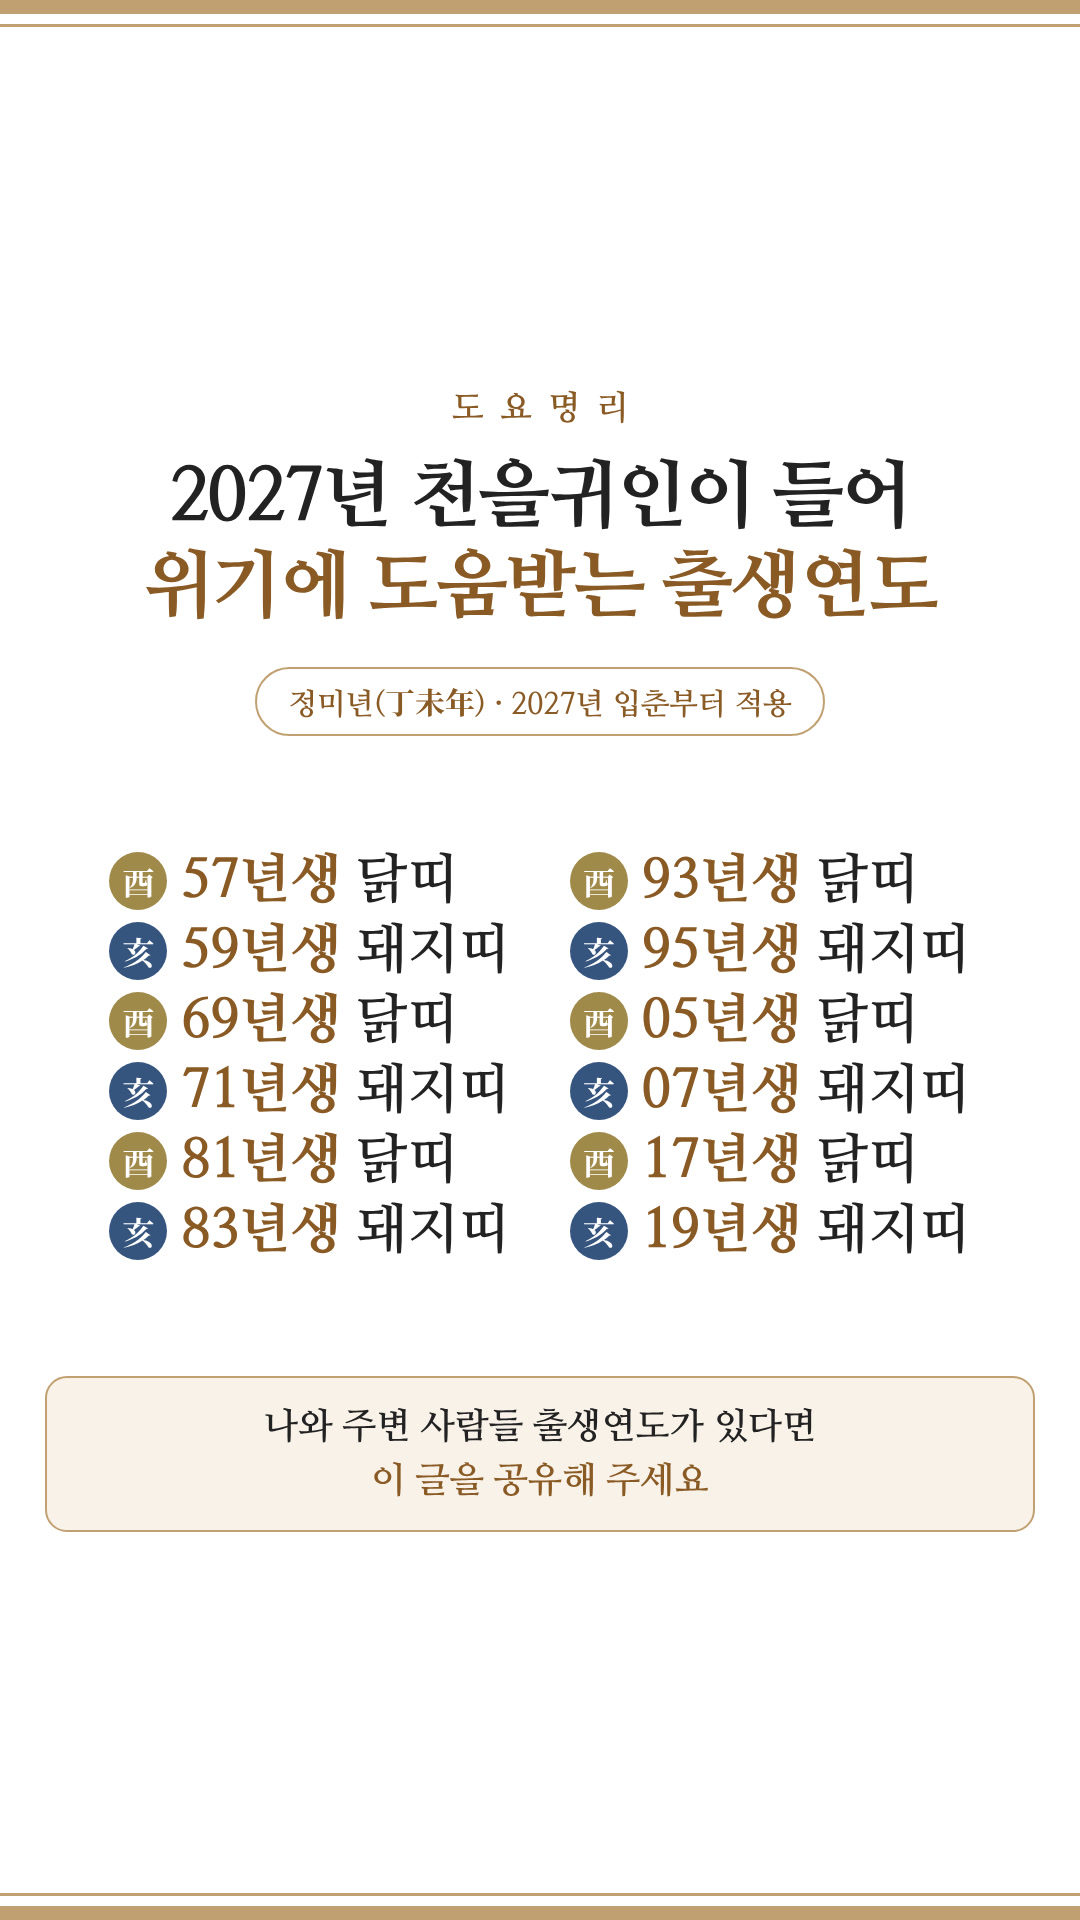 도요명리
2027년 천을귀인이 들어
위기에 도움받는 출생연도
정미년(丁未年) · 2027년 입춘부터 적용
酉 57년생 닭띠
亥 59년생 돼지띠
酉 69년생 닭띠
亥 71년생 돼지띠
酉 81년생 닭띠
亥 83년생 돼지띠
酉 93년생 닭띠
亥 95년생 돼지띠
酉 05년생 닭띠
亥 07년생 돼지띠
酉 17년생 닭띠
亥 19년생 돼지띠
나와 주변 사람들 출생연도가 있다면
이 글을 공유해 주세요